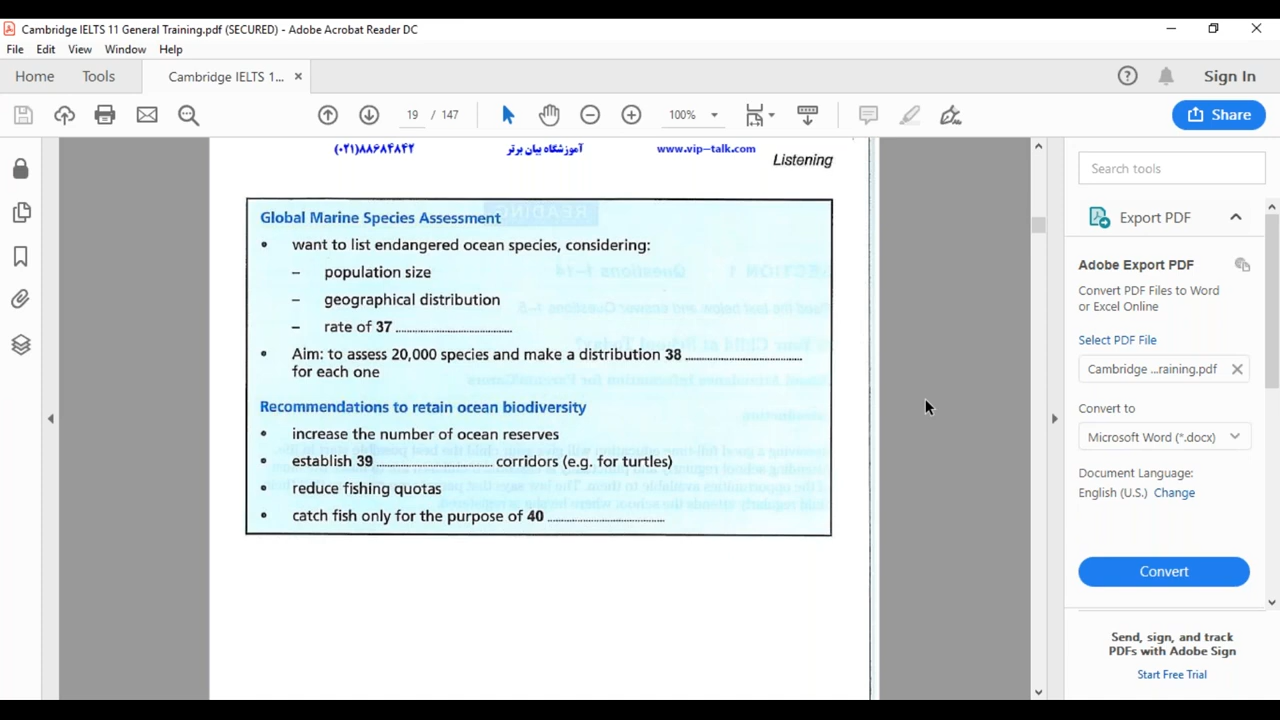 Cambridge IELTS 11 General Training.pdf (SECURED) - Adobe Acrobat Reader DC
File Edit View Window Help
Home Tools Cambridge IELTS 1... × Sign In
19 / 147 100% Share
(۰۲۱)۸۸۶۸۴۸۴۲ آموزشگاه بیان برتر www.vip-talk.com
Listening
READING
Global Marine Species Assessment
• want to list endangered ocean species, considering:
– population size
– geographical distribution
– rate of 37 ..............................
• Aim: to assess 20,000 species and make a distribution 38 ..............................
for each one
Recommendations to retain ocean biodiversity
• increase the number of ocean reserves
• establish 39 .............................. corridors (e.g. for turtles)
• reduce fishing quotas
• catch fish only for the purpose of 40 ..............................
Search tools
Export PDF
Adobe Export PDF
Convert PDF Files to Word
or Excel Online
Select PDF File
Cambridge ...raining.pdf ×
Convert to
Microsoft Word (*.docx)
Document Language:
English (U.S.) Change
Convert
Send, sign, and track
PDFs with Adobe Sign
Start Free Trial